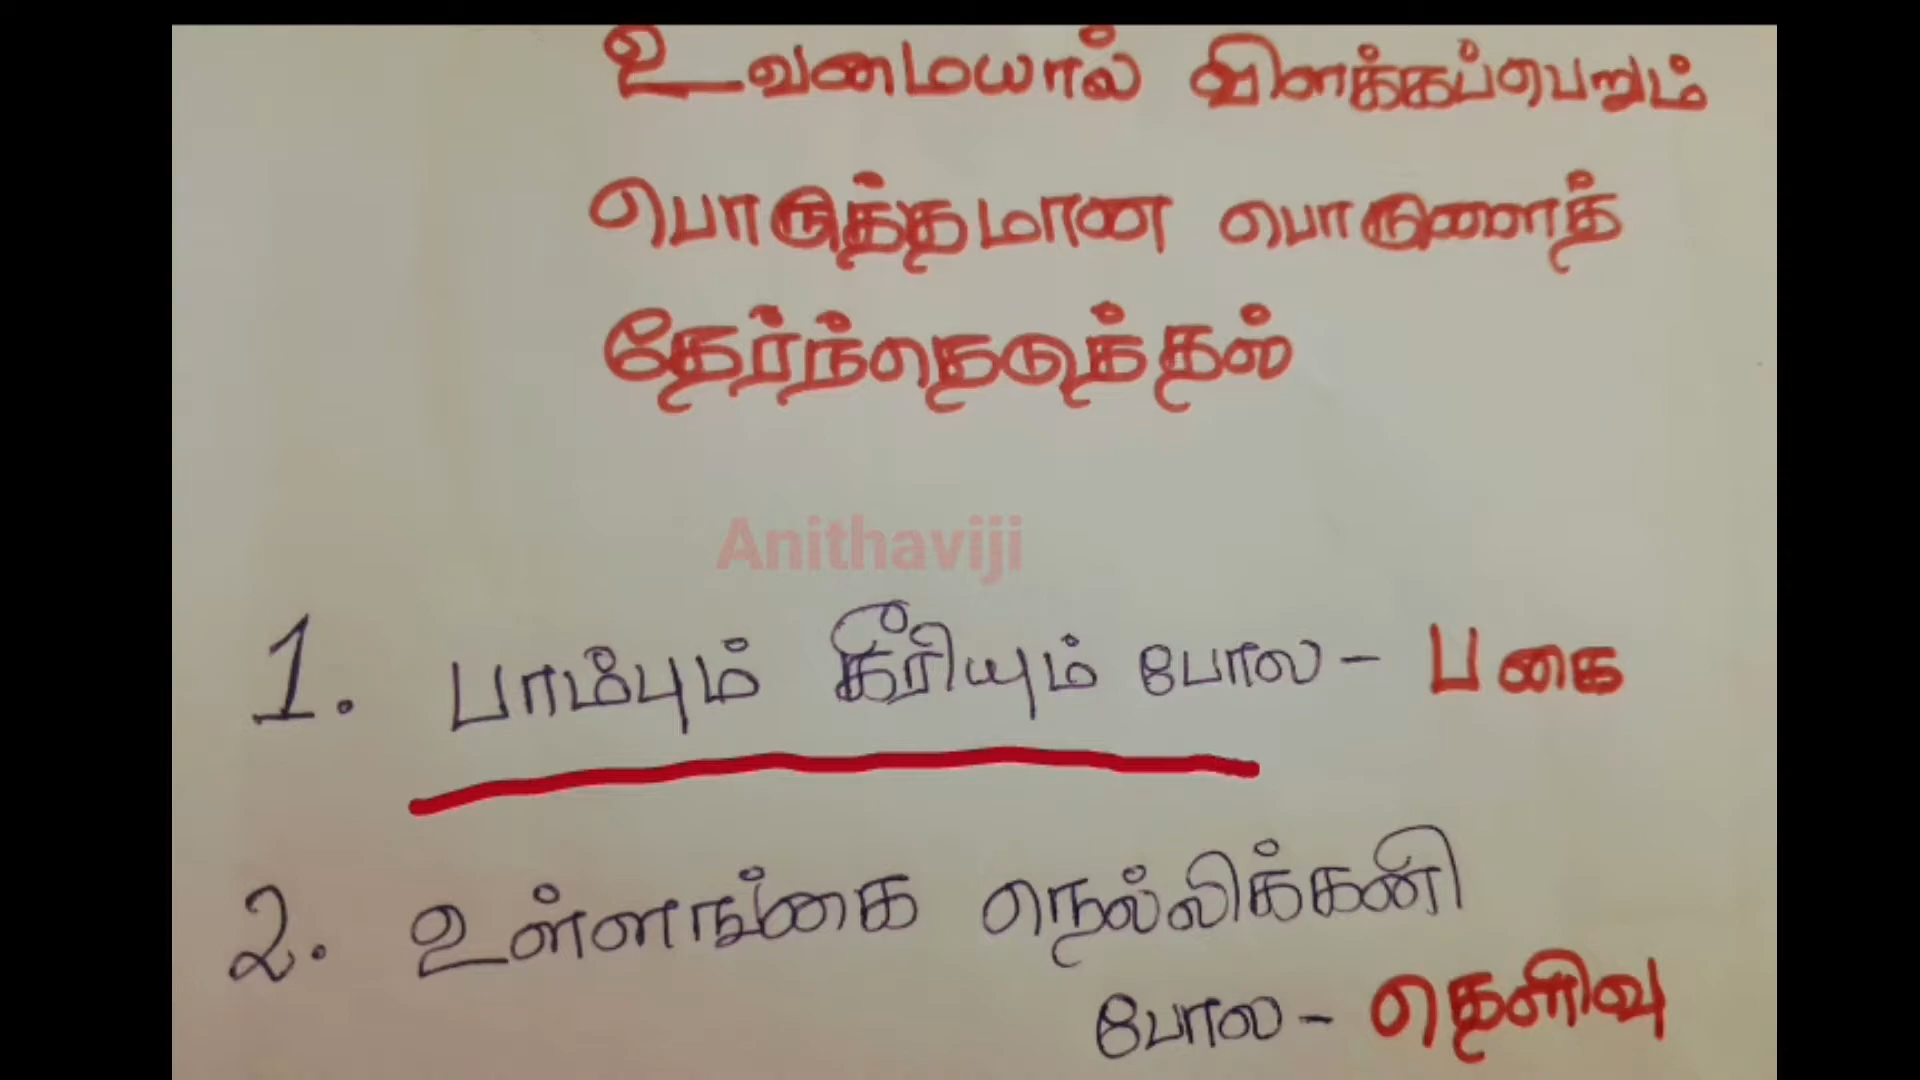 உவமையால் விளக்கப்பெறும்
பொருத்தமான பொருளைத்
தேர்ந்தெடுத்தல்
Anithaviji
1. பாம்பும் கீரியும் போல - பகை
2. உள்ளங்கை நெல்லிக்கனி
போல - தெளிவு